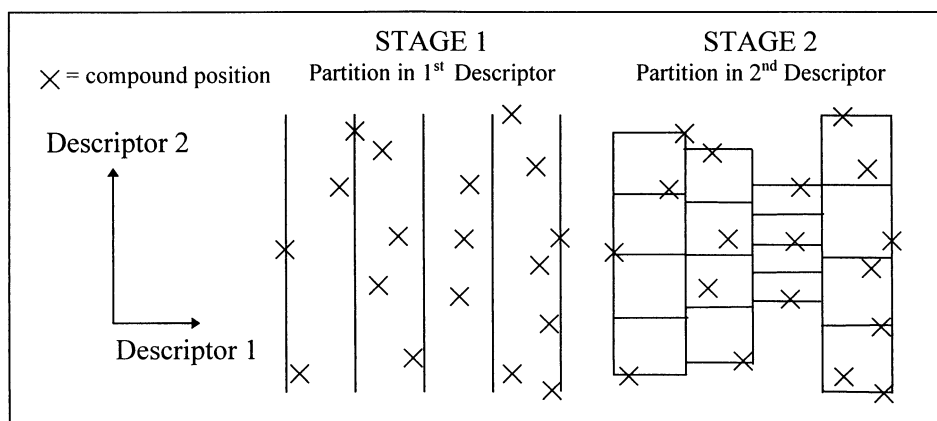 STAGE 1
Partition in 1st Descriptor
STAGE 2
Partition in 2nd Descriptor
= compound position
Descriptor 2
Descriptor 1